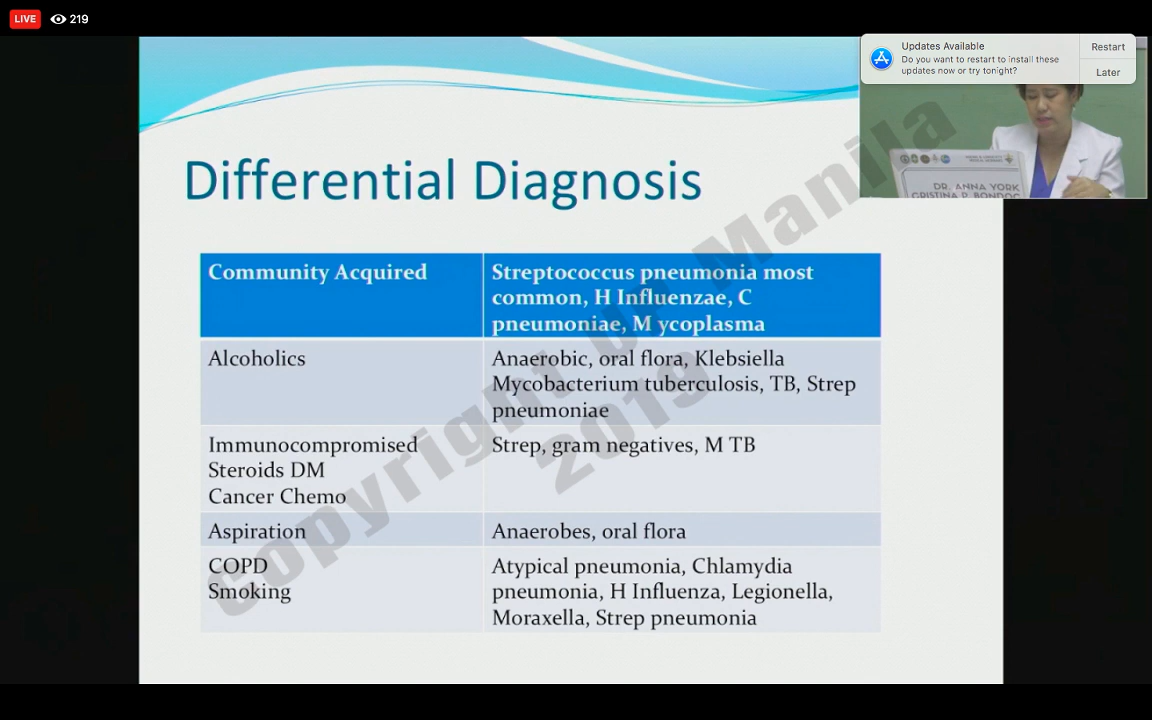 LIVE 219
Updates Available
Do you want to restart to install these
updates now or try tonight?
Restart
Later
DR. ANNA YORK
CRISTINA P. BONDOC
Differential Diagnosis
Community Acquired
Streptococcus pneumonia most
common, H Influenzae, C
pneumoniae, M ycoplasma
Alcoholics
Anaerobic, oral flora, Klebsiella
Mycobacterium tuberculosis, TB, Strep
pneumoniae
Immunocompromised
Steroids DM
Cancer Chemo
Strep, gram negatives, M TB
Aspiration
Anaerobes, oral flora
COPD
Smoking
Atypical pneumonia, Chlamydia
pneumonia, H Influenza, Legionella,
Moraxella, Strep pneumonia
Copyright UP Manila
2019